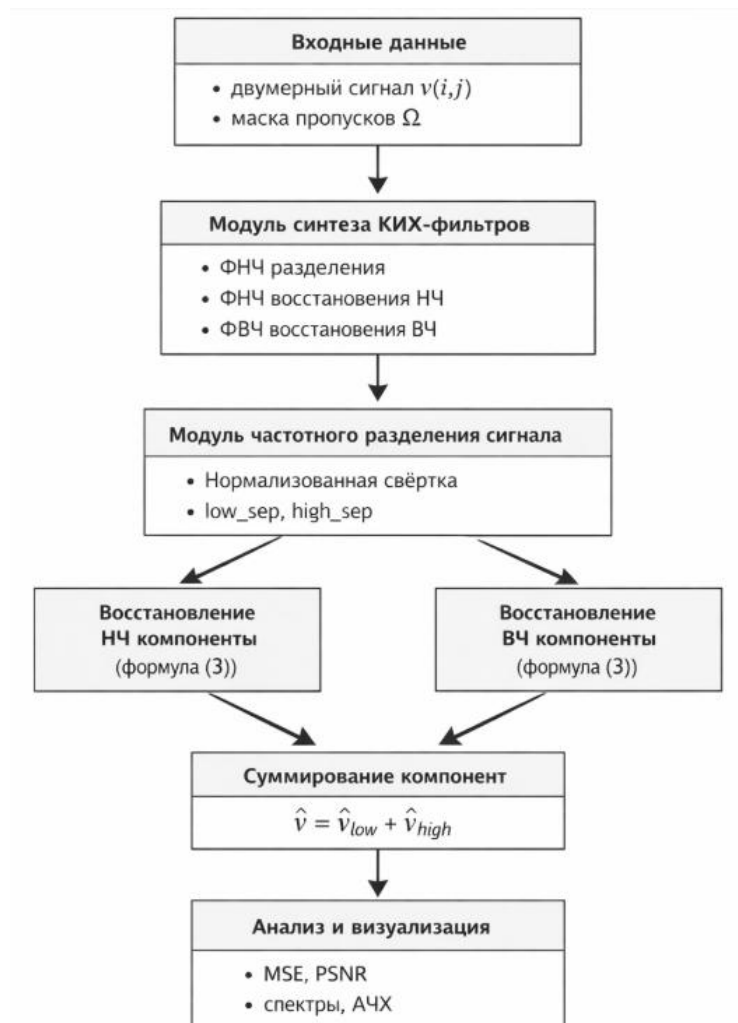 Входные данные
• двумерный сигнал v(i,j)
• маска пропусков Ω
Модуль синтеза КИХ-фильтров
• ФНЧ разделения
• ФНЧ восстановления НЧ
• ФВЧ восстановления ВЧ
Модуль частотного разделения сигнала
• Нормализованная свёртка
• low_sep, high_sep
Восстановление
НЧ компоненты
(формула (3))
Восстановление
ВЧ компоненты
(формула (3))
Суммирование компонент
v̂ = v̂_low + v̂_high
Анализ и визуализация
• MSE, PSNR
• спектры, АЧХ